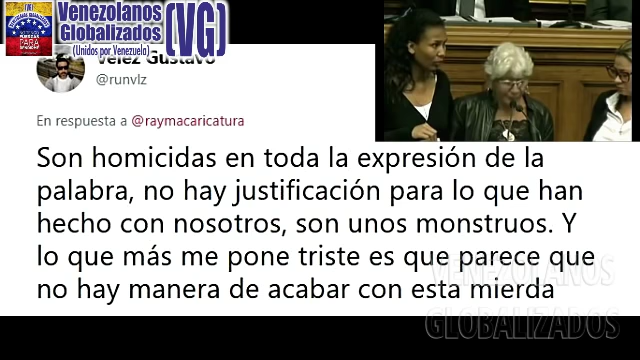 Venezolanos
Globalizados
(Unidos por Venezuela)
(VG)
Velez Gustavo
@runvlz
En respuesta a @raymacaricatura
Son homicidas en toda la expresión de la
palabra, no hay justificación para lo que han
hecho con nosotros, son unos monstruos. Y
lo que más me pone triste es que parece que
no hay manera de acabar con esta mierda
VENEZOLANOS
GLOBALIZADOS